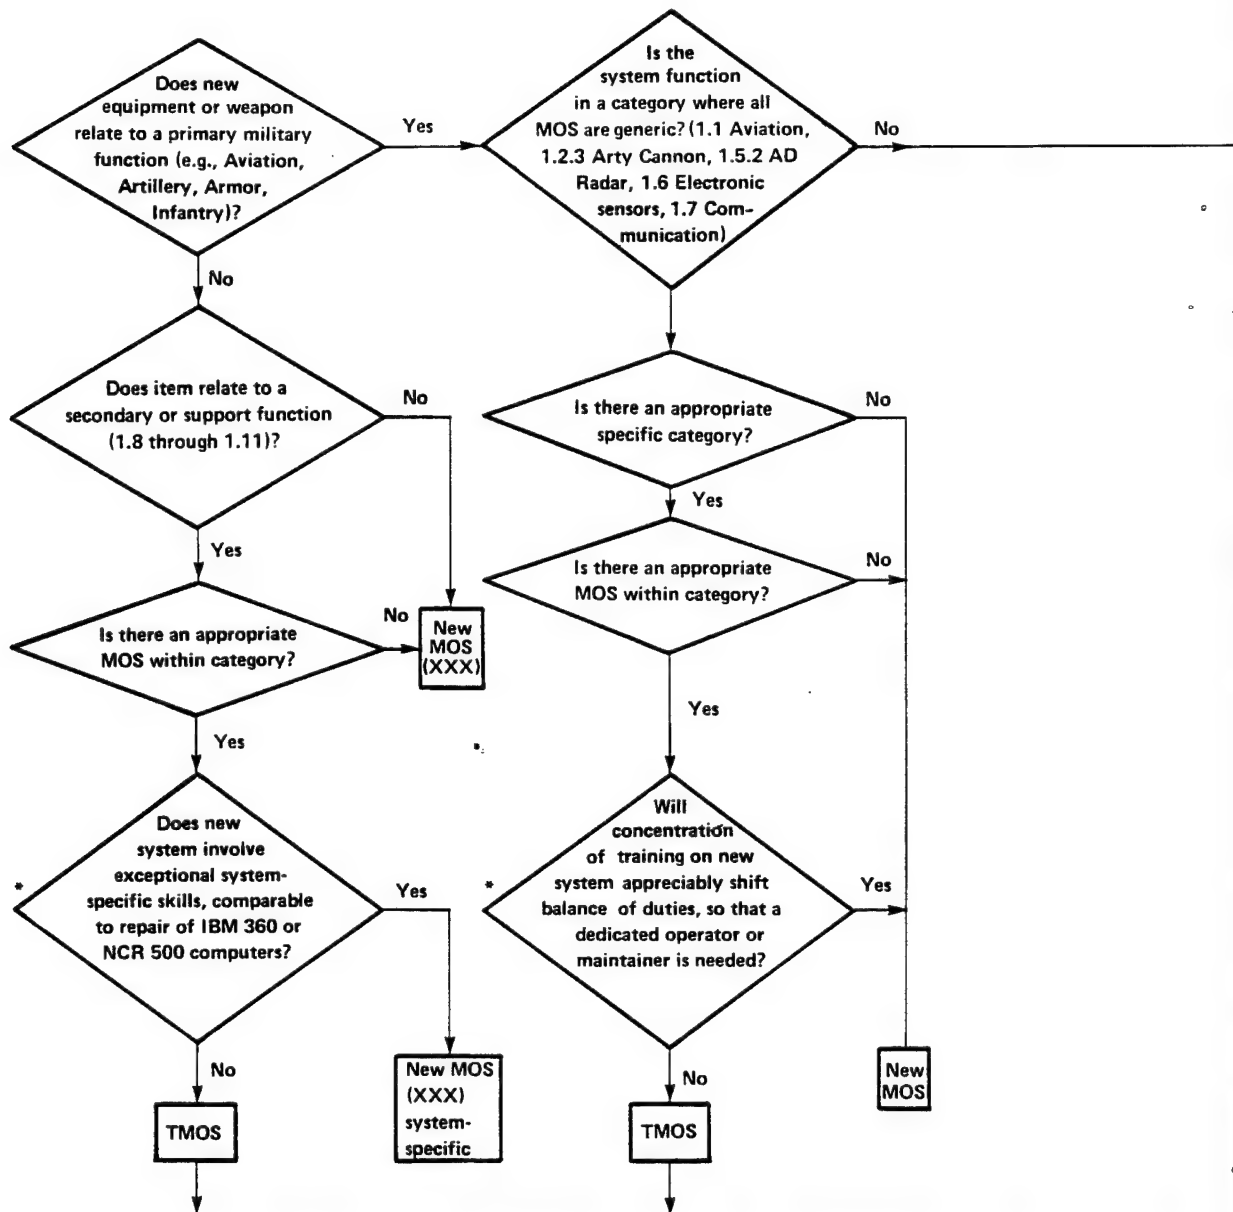 Does new
equipment or weapon
relate to a primary military
function (e.g., Aviation,
Artillery, Armor,
Infantry)?
Yes
Is the
system function
in a category where all
MOS are generic? (1.1 Aviation,
1.2.3 Arty Cannon, 1.5.2 AD
Radar, 1.6 Electronic
sensors, 1.7 Com-
munication)
No
No
Does item relate to a
secondary or support function
(1.8 through 1.11)?
No
Is there an appropriate
specific category?
No
Yes
Yes
Is there an appropriate
MOS within category?
No
Is there an appropriate
MOS within category?
No
New
MOS
(XXX)
Yes
Yes
*
Does new
system involve
exceptional system-
specific skills, comparable
to repair of IBM 360 or
NCR 500 computers?
Yes
*
Will
concentration
of training on new
system appreciably shift
balance of duties, so that a
dedicated operator or
maintainer is needed?
Yes
No
New MOS
(XXX)
system-
specific
No
New
MOS
TMOS
TMOS